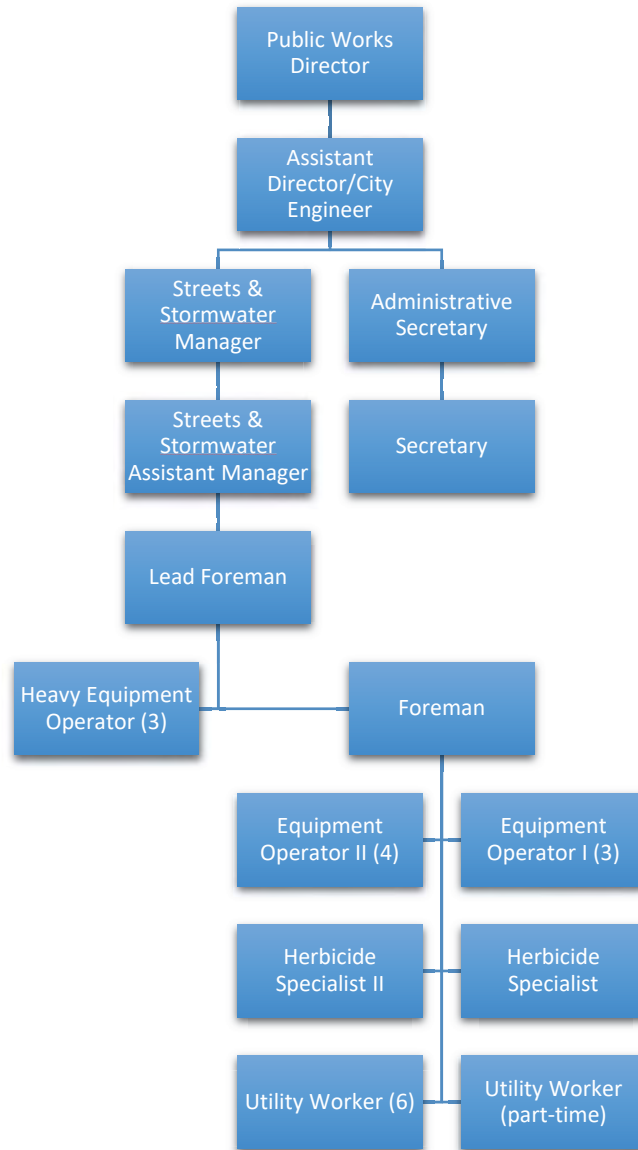 Public Works
Director
Assistant
Director/City
Engineer
Streets &
Stormwater
Manager
Administrative
Secretary
Streets &
Stormwater
Assistant Manager
Secretary
Lead Foreman
Heavy Equipment
Operator (3)
Foreman
Equipment
Operator II (4)
Equipment
Operator I (3)
Herbicide
Specialist II
Herbicide
Specialist
Utility Worker (6)
Utility Worker
(part-time)